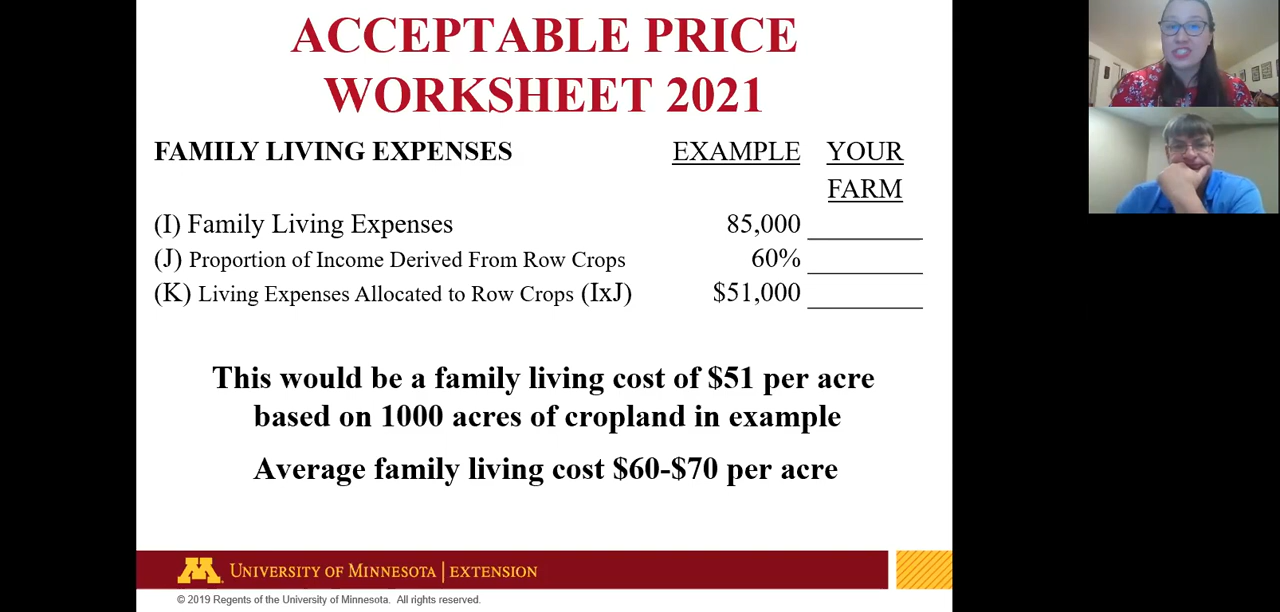 ACCEPTABLE PRICE
WORKSHEET 2021
FAMILY LIVING EXPENSES EXAMPLE YOUR
FARM
(I) Family Living Expenses 85,000
(J) Proportion of Income Derived From Row Crops 60%
(K) Living Expenses Allocated to Row Crops (IxJ) $51,000
This would be a family living cost of $51 per acre
based on 1000 acres of cropland in example
Average family living cost $60-$70 per acre
M UNIVERSITY OF MINNESOTA | EXTENSION
© 2019 Regents of the University of Minnesota. All rights reserved.